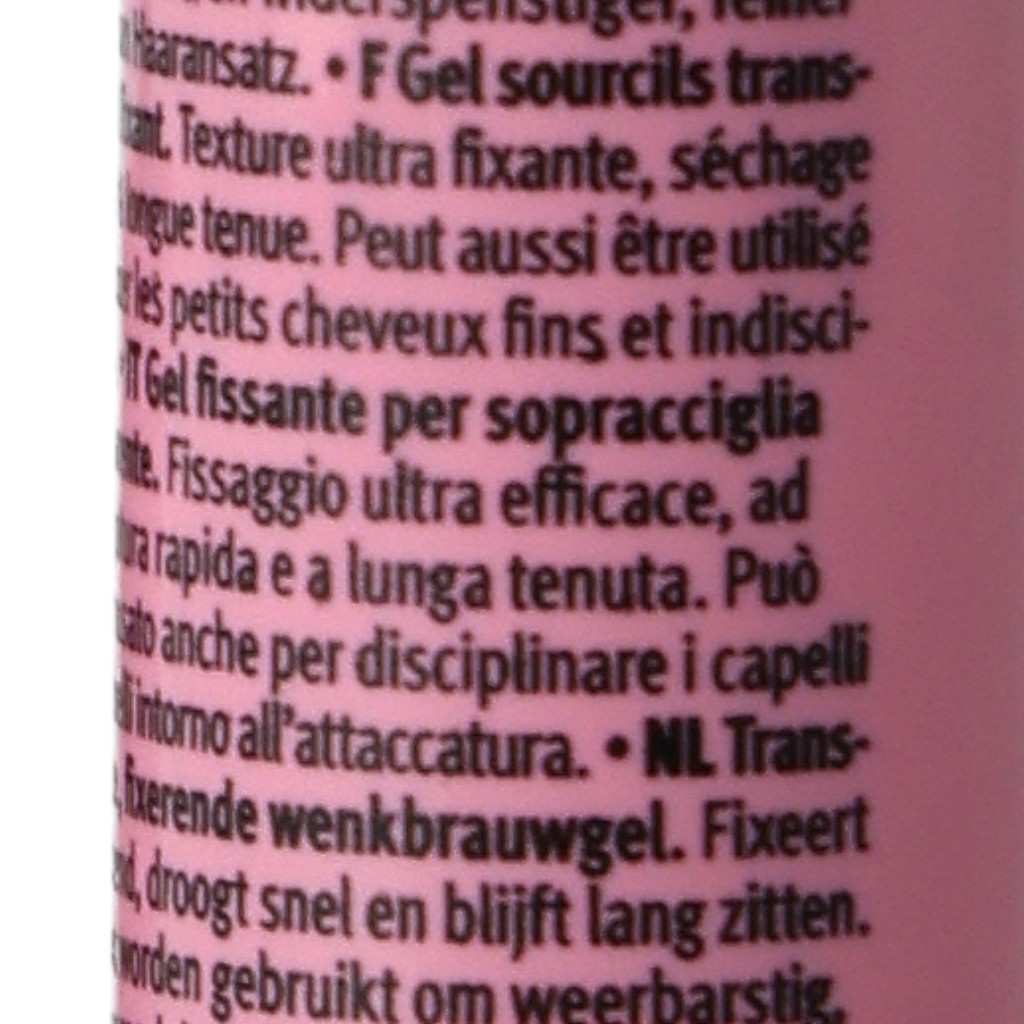 Haaransatz. • F Gel sourcils trans-
Texture ultra fixante, séchage
longue tenue. Peut aussi être utilisé
les petits cheveux fins et indisci-
IT Gel fissante per sopracciglia
Fissaggio ultra efficace, ad
rapida e a lunga tenuta. Può
anche per disciplinare i capelli
intorno all'attaccatura. • NL Trans-
fixerende wenkbrauwgel. Fixeert
droogt snel en blijft lang zitten.
worden gebruikt om weerbarstig,